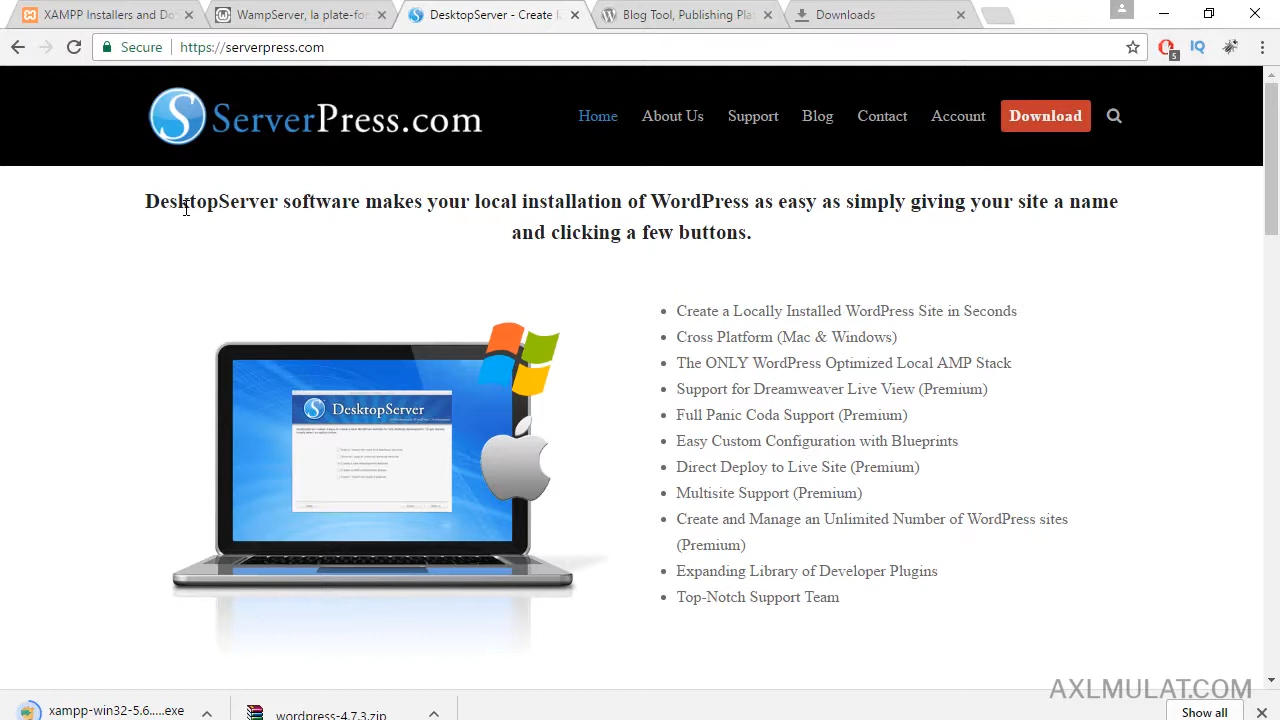 XAMPP Installers and Do
WampServer, la plate-for
DesktopServer - Create
Blog Tool, Publishing Pla
Downloads
Secure
https://serverpress.com
5
IQ
ServerPress.com
Home
About Us
Support
Blog
Contact
Account
Download
DesktopServer software makes your local installation of WordPress as easy as simply giving your site a name
and clicking a few buttons.
DesktopServer
Create a Locally Installed WordPress Site in Seconds
Cross Platform (Mac & Windows)
The ONLY WordPress Optimized Local AMP Stack
Support for Dreamweaver Live View (Premium)
Full Panic Coda Support (Premium)
Easy Custom Configuration with Blueprints
Direct Deploy to Live Site (Premium)
Multisite Support (Premium)
Create and Manage an Unlimited Number of WordPress sites
(Premium)
Expanding Library of Developer Plugins
Top-Notch Support Team
AXLMULAT.COM
xampp-win32-5.6.....exe
wordpress-4.7.3.zip
Show all